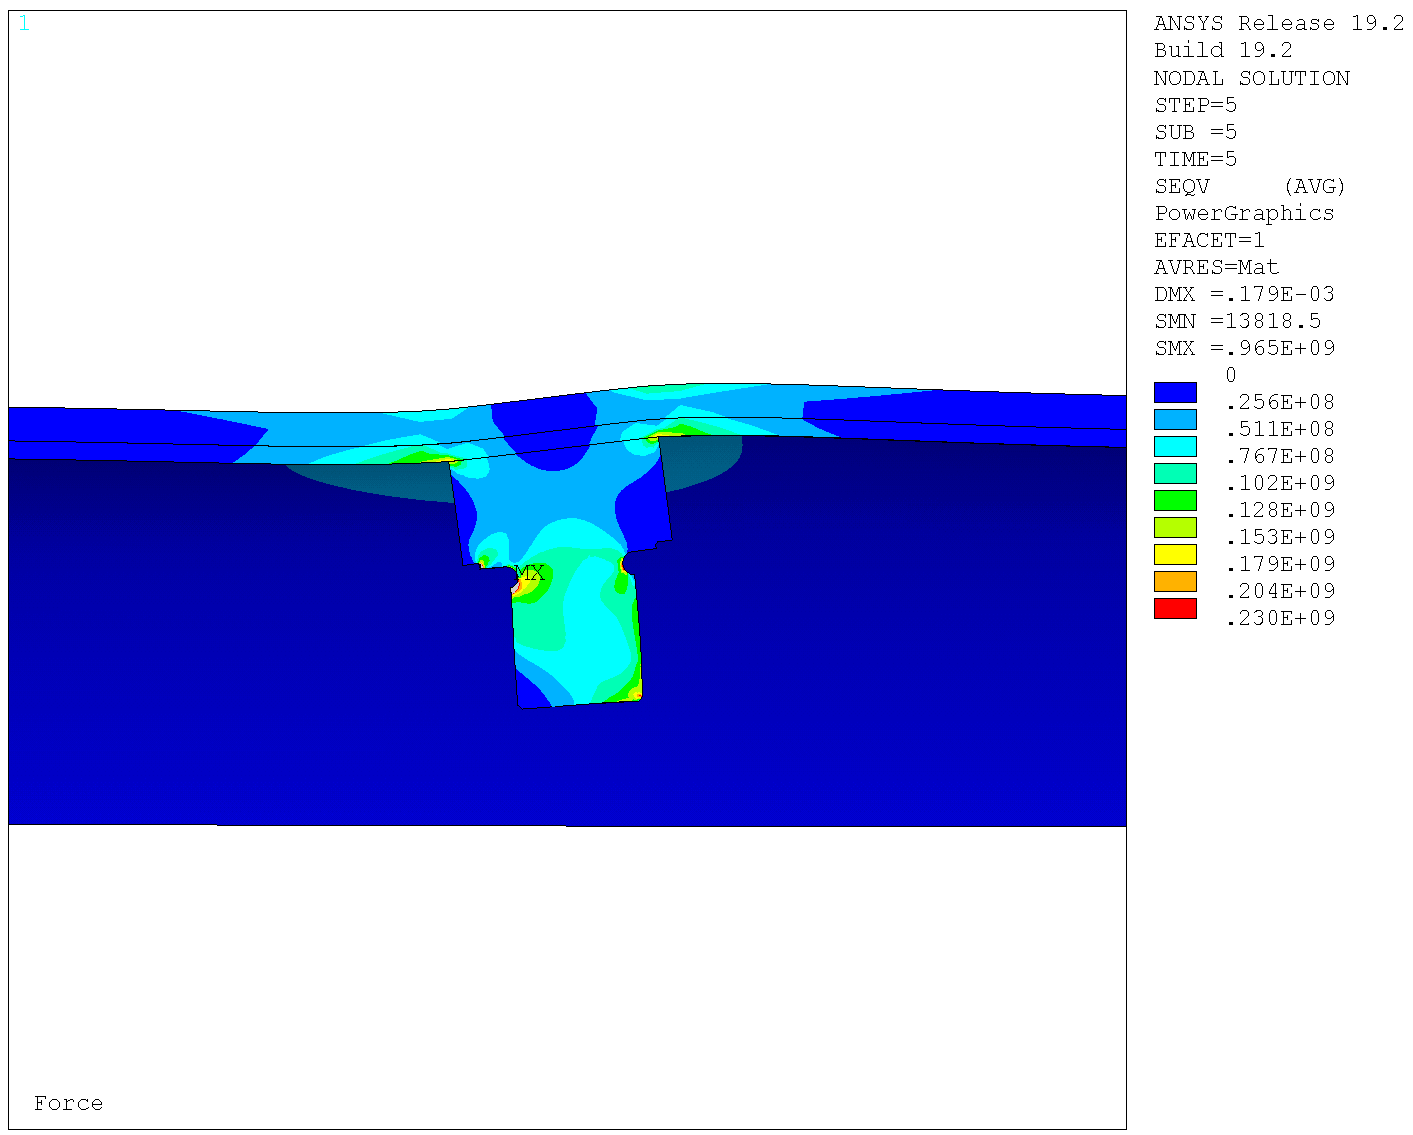 1
ANSYS Release 19.2
Build 19.2
NODAL SOLUTION
STEP=5
SUB =5
TIME=5
SEQV (AVG)
PowerGraphics
EFACET=1
AVRES=Mat
DMX =.179E-03
SMN =13818.5
SMX =.965E+09
0
.256E+08
.511E+08
.767E+08
.102E+09
.128E+09
.153E+09
.179E+09
.204E+09
.230E+09
MX
Force